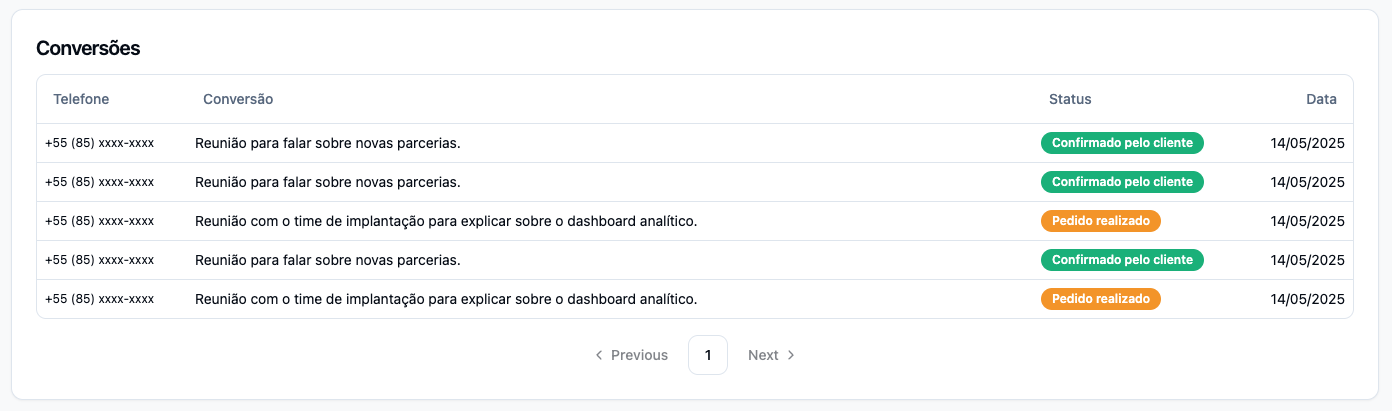 Conversões
Telefone Conversão Status Data
+55 (85) xxxx-xxxx Reunião para falar sobre novas parcerias. Confirmado pelo cliente 14/05/2025
+55 (85) xxxx-xxxx Reunião para falar sobre novas parcerias. Confirmado pelo cliente 14/05/2025
+55 (85) xxxx-xxxx Reunião com o time de implantação para explicar sobre o dashboard analítico. Pedido realizado 14/05/2025
+55 (85) xxxx-xxxx Reunião para falar sobre novas parcerias. Confirmado pelo cliente 14/05/2025
+55 (85) xxxx-xxxx Reunião com o time de implantação para explicar sobre o dashboard analítico. Pedido realizado 14/05/2025
Previous 1 Next